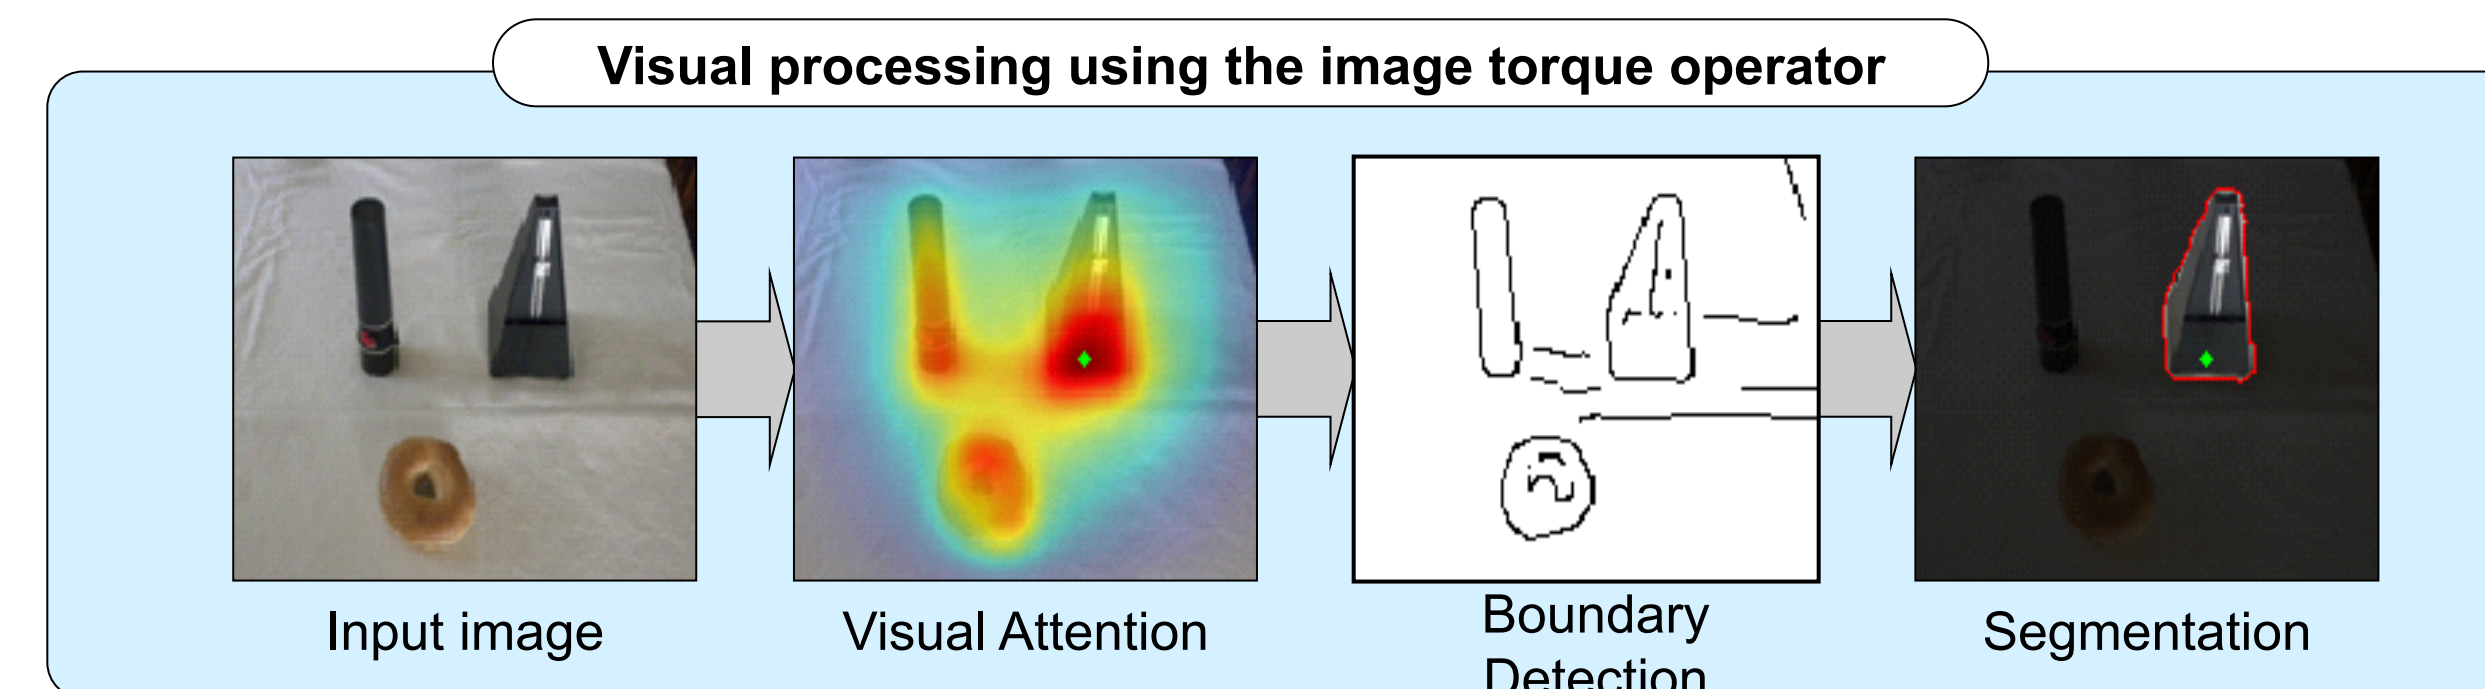 Visual processing using the image torque operator
Input image
Visual Attention
Boundary
Detection
Segmentation